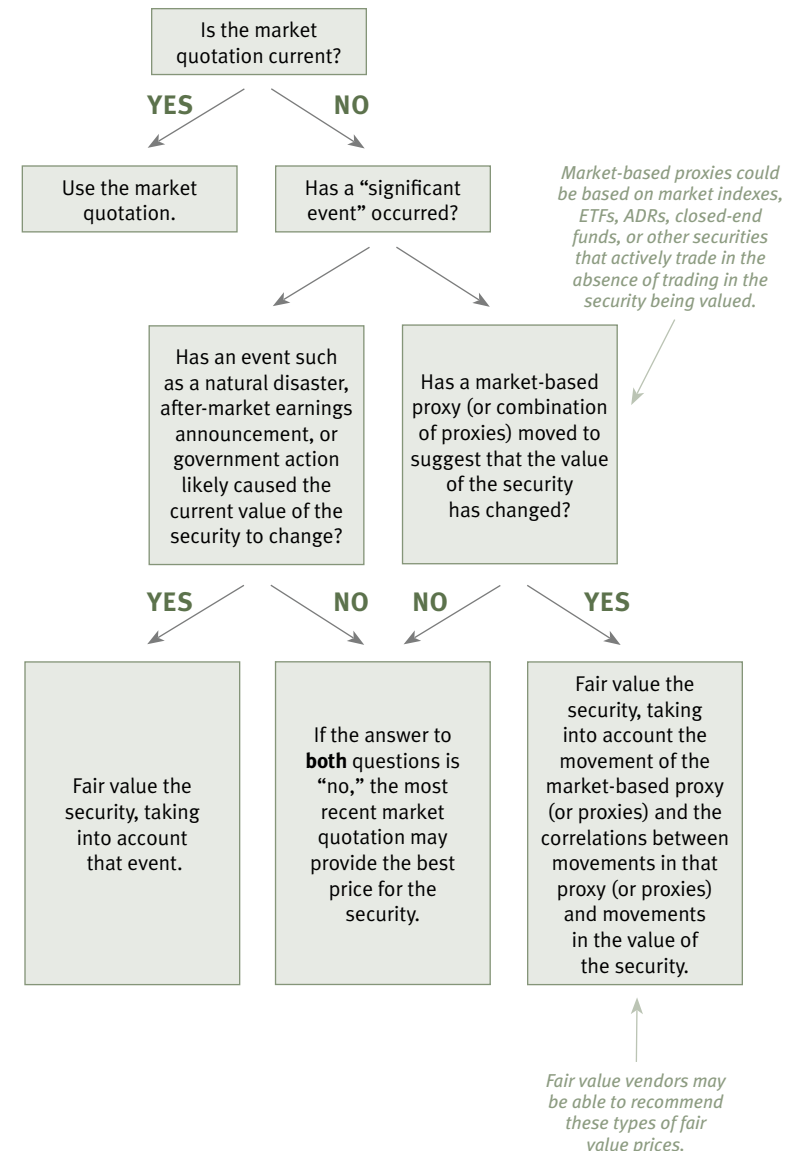 Is the market
quotation current?
YES
NO
Use the market
quotation.
Has a “significant
event” occurred?
Market-based proxies could
be based on market indexes,
ETFs, ADRs, closed-end
funds, or other securities
that actively trade in the
absence of trading in the
security being valued.
Has an event such
as a natural disaster,
after-market earnings
announcement, or
government action
likely caused the
current value of the
security to change?
Has a market-based
proxy (or combination
of proxies) moved to
suggest that the value
of the security
has changed?
YES
NO
NO
YES
Fair value the
security, taking
into account
that event.
If the answer to
both questions is
“no,” the most
recent market
quotation may
provide the best
price for the
security.
Fair value the
security, taking
into account the
movement of the
market-based proxy
(or proxies) and the
correlations between
movements in that
proxy (or proxies)
and movements
in the value of
the security.
Fair value vendors may
be able to recommend
these types of fair
value prices.